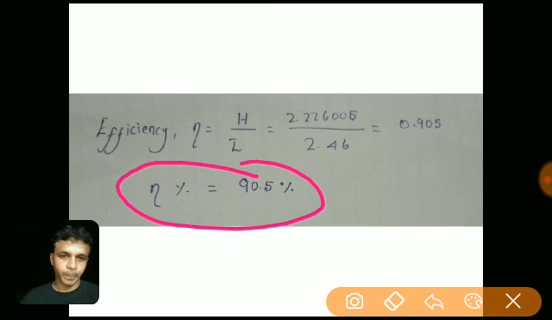 Efficiency, η = H/L = 2.226005/2.46 = 0.905
η % = 90.5 %